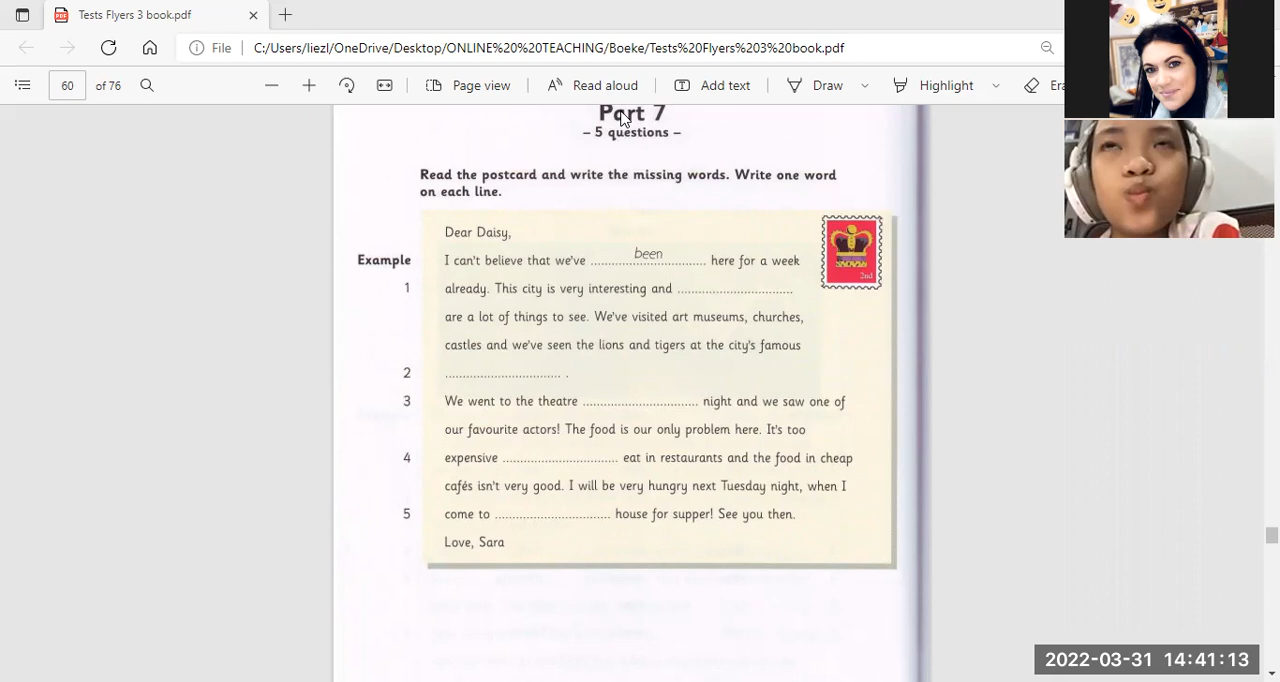 Tests Flyers 3 book.pdf
File C:/Users/liezl/OneDrive/Desktop/ONLINE%20%20TEACHING/Boeke/Tests%20Flyers%203%20book.pdf
60 of 76 Page view Read aloud Add text Draw Highlight
Part 7
– 5 questions –
Read the postcard and write the missing words. Write one word
on each line.
Dear Daisy,
Example I can't believe that we've ....been.... here for a week
1 already. This city is very interesting and ..............................
are a lot of things to see. We've visited art museums, churches,
castles and we've seen the lions and tigers at the city's famous
2 .............................. .
3 We went to the theatre .............................. night and we saw one of
our favourite actors! The food is our only problem here. It's too
4 expensive .............................. eat in restaurants and the food in cheap
cafés isn't very good. I will be very hungry next Tuesday night, when I
5 come to .............................. house for supper! See you then.
Love, Sara
2nd
2022-03-31 14:41:13